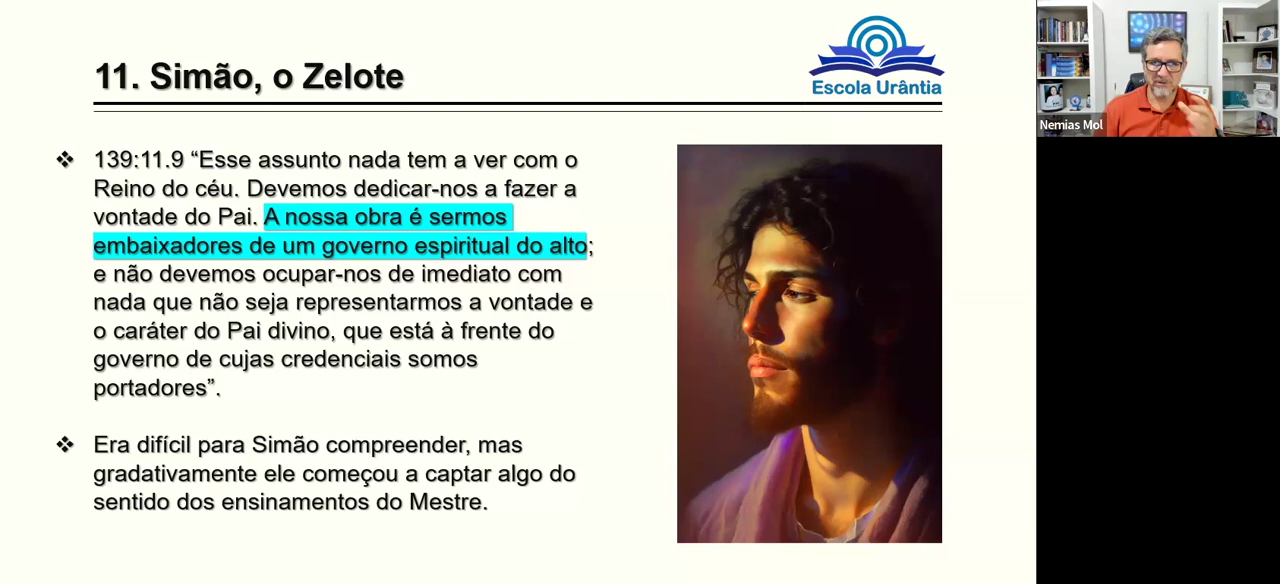 11. Simão, o Zelote
Escola Urântia
❖ 139:11.9 “Esse assunto nada tem a ver com o
Reino do céu. Devemos dedicar-nos a fazer a
vontade do Pai. A nossa obra é sermos
embaixadores de um governo espiritual do alto;
e não devemos ocupar-nos de imediato com
nada que não seja representarmos a vontade e
o caráter do Pai divino, que está à frente do
governo de cujas credenciais somos
portadores”.
❖ Era difícil para Simão compreender, mas
gradativamente ele começou a captar algo do
sentido dos ensinamentos do Mestre.
Nemias Mol